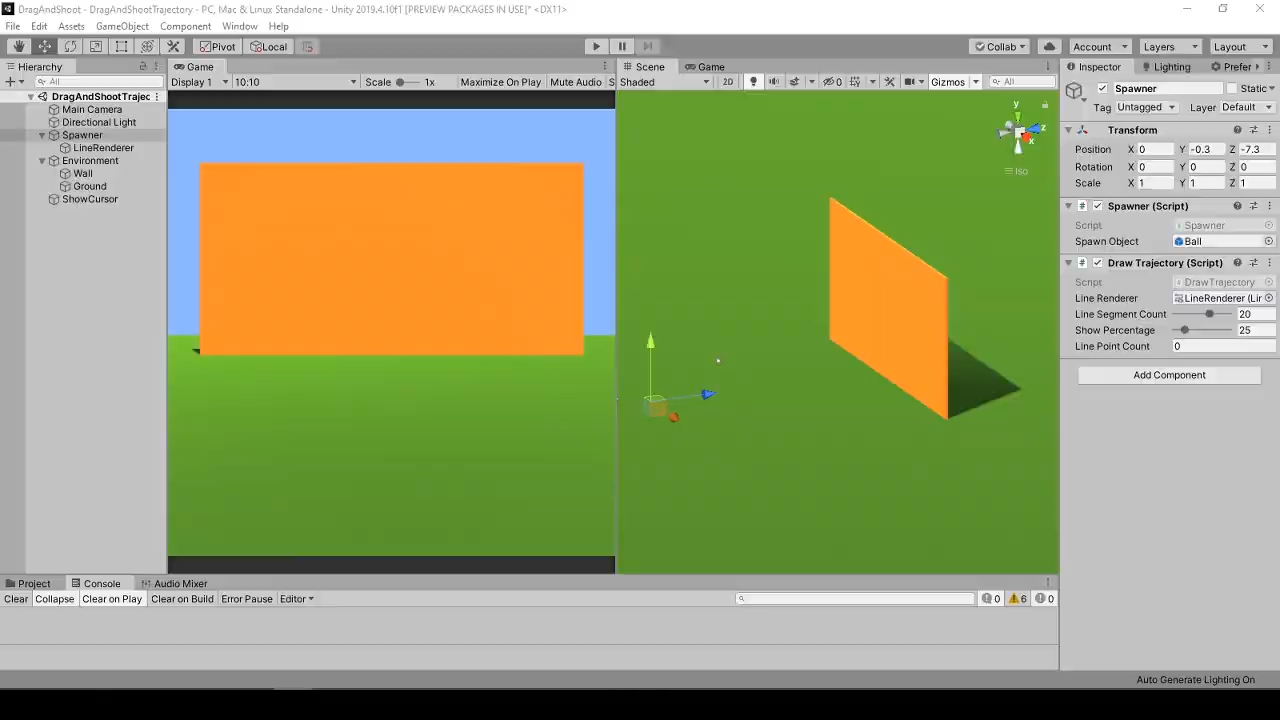 DragAndShoot - DragAndShootTrajectory - PC, Mac & Linux Standalone - Unity 2019.4.10f1 [PREVIEW PACKAGES IN USE]* <DX11>
File Edit Assets GameObject Component Window Help
Pivot Local Collab Account Layers Layout
Hierarchy
All
DragAndShootTrajec
Main Camera
Directional Light
Spawner
LineRenderer
Environment
Wall
Ground
ShowCursor
Game
Display 1 10:10 Scale 1x Maximize On Play Mute Audio S
Scene Game
Shaded 2D 0 Gizmos All
y
z
x
Iso
Inspector Lighting Prefer
Spawner Static
Tag Untagged Layer Default
Transform
Position X 0 Y -0.3 Z -7.3
Rotation X 0 Y 0 Z 0
Scale X 1 Y 1 Z 1
Spawner (Script)
Script Spawner
Spawn Object Ball
Draw Trajectory (Script)
Script DrawTrajectory
Line Renderer LineRenderer (Lir
Line Segment Count 20
Show Percentage 25
Line Point Count 0
Add Component
Project Console Audio Mixer
Clear Collapse Clear on Play Clear on Build Error Pause Editor 0 6 0
Auto Generate Lighting On